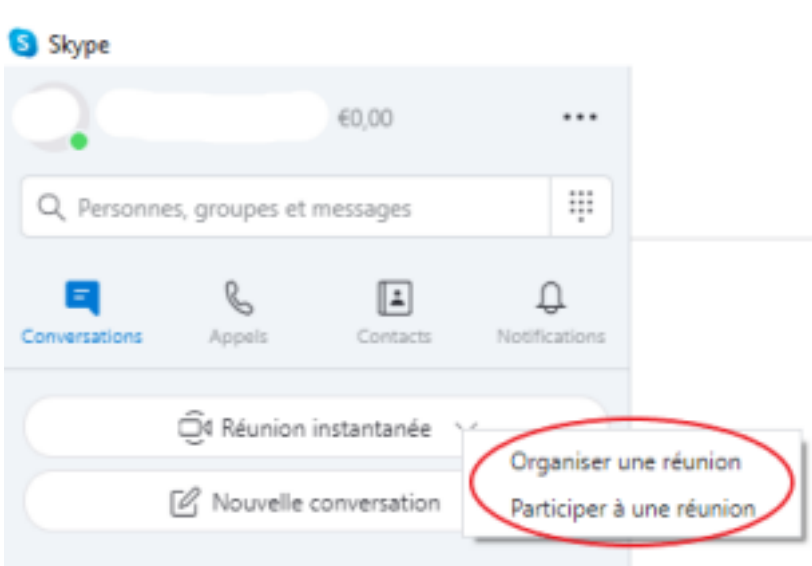 Skype
€0,00
Personnes, groupes et messages
Conversations Appels Contacts Notifications
Réunion instantanée
Organiser une réunion
Nouvelle conversation
Participer à une réunion